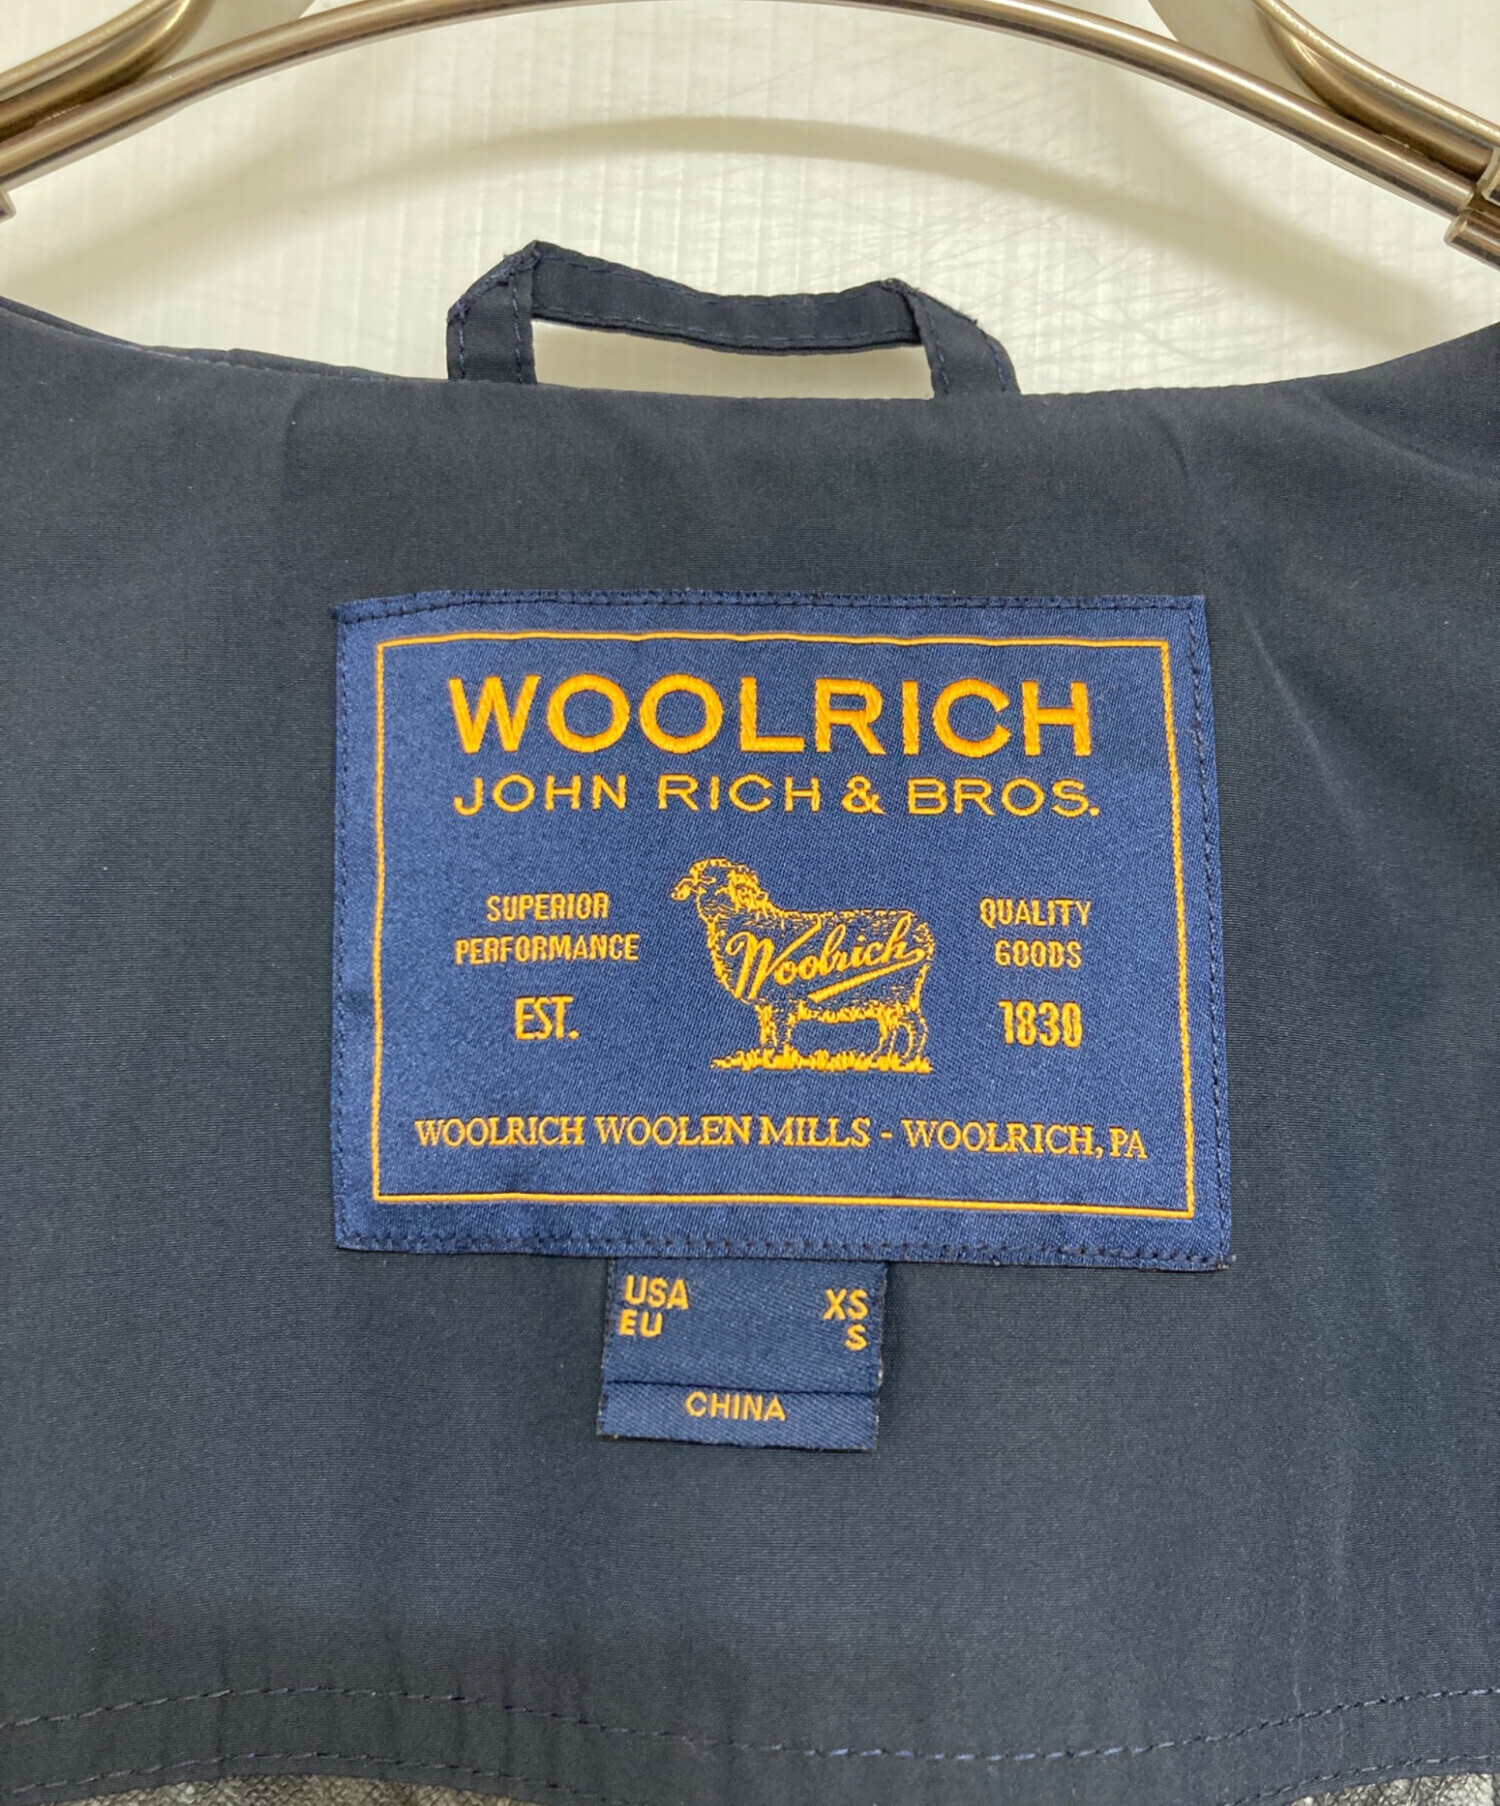 WOOLRICH
JOHN RICH & BROS.
SUPERIOR
PERFORMANCE
EST.
Woolrich
QUALITY
GOODS
1830
WOOLRICH WOOLEN MILLS - WOOLRICH, PA
USA XS
EU S
CHINA